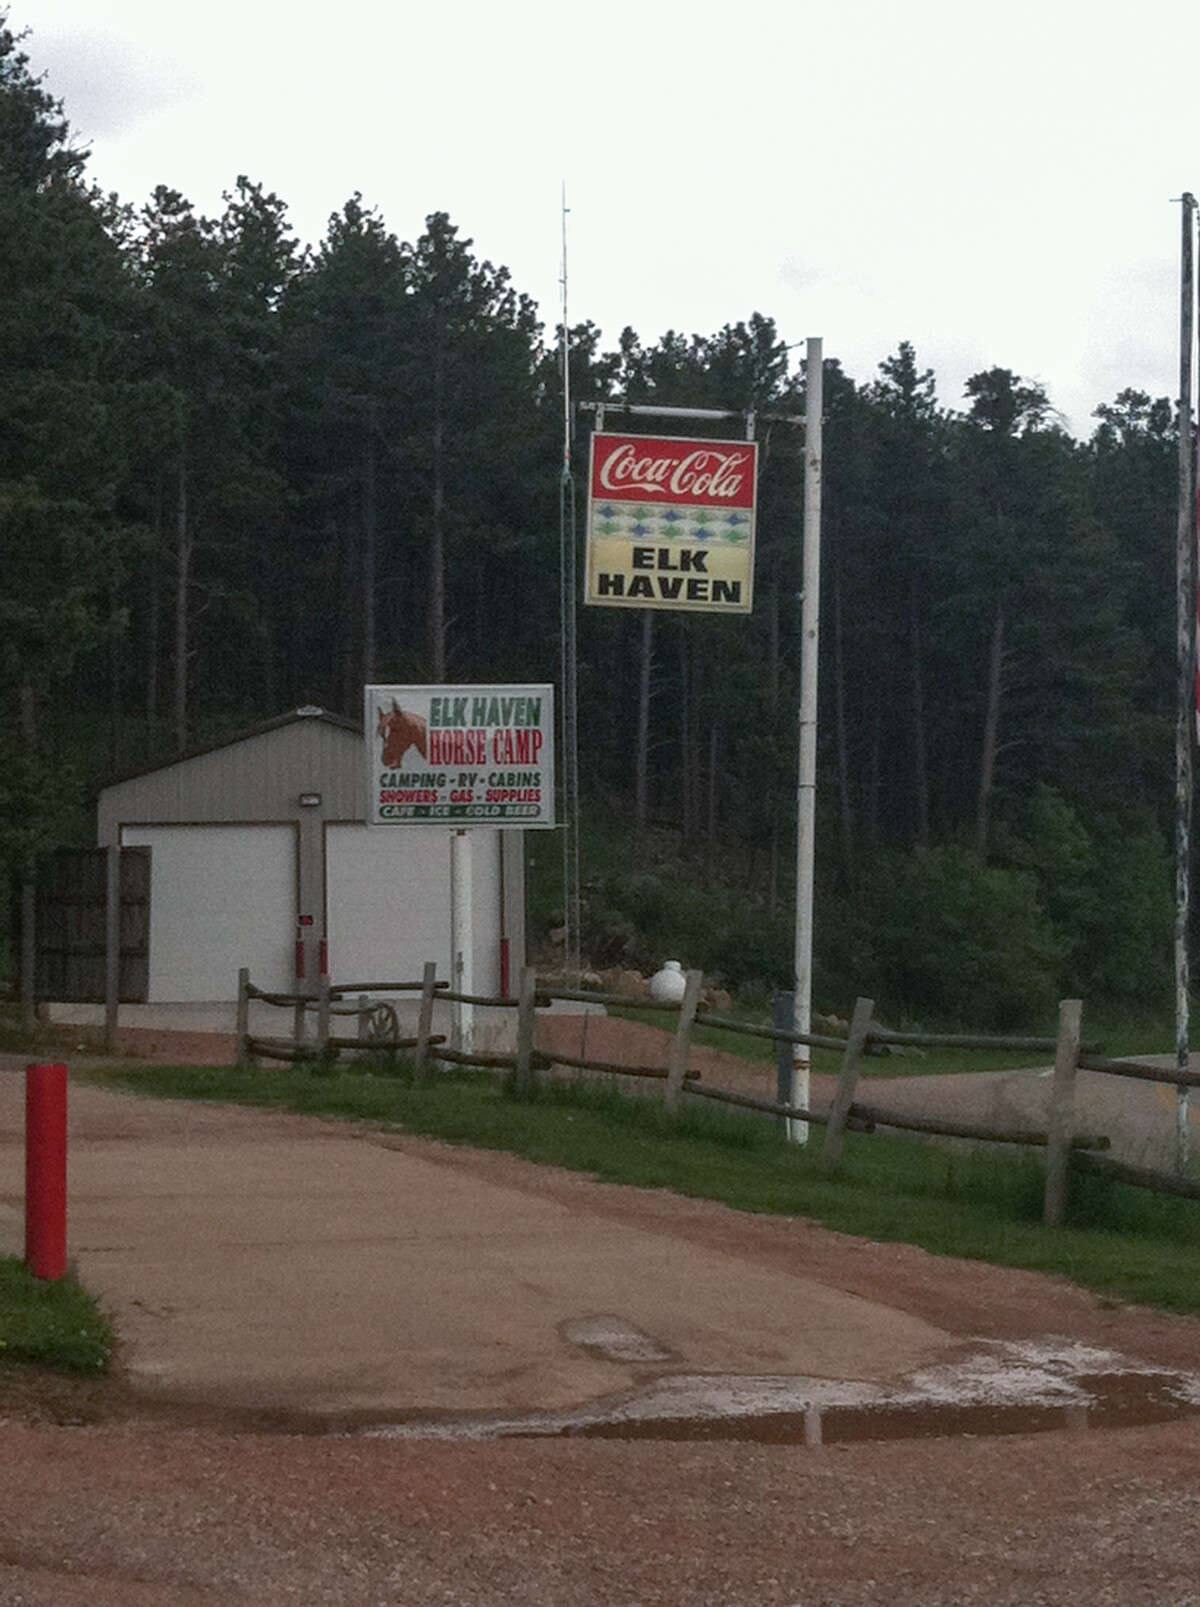 Coca-Cola
ELK
HAVEN
ELK HAVEN
HORSE CAMP
CAMPING - RV - CABINS
SHOWERS - GAS - SUPPLIES
CAFE - ICE - COLD BEER